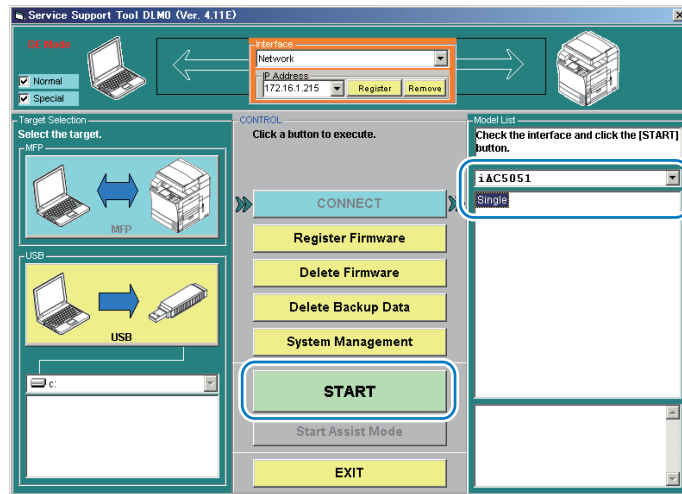 Service Support Tool DLM0 (Ver. 4.11E)
Interface
Network
IP Address
172.16.1.215
Register
Remove
Normal
Special
Target Selection
Select the target.
MFP
MFP
USB
USB
c:
CONTROL
Click a button to execute.
CONNECT
Register Firmware
Delete Firmware
Delete Backup Data
System Management
START
Start Assist Mode
EXIT
Model List
Check the interface and click the [START]
button.
iAC5051
Single